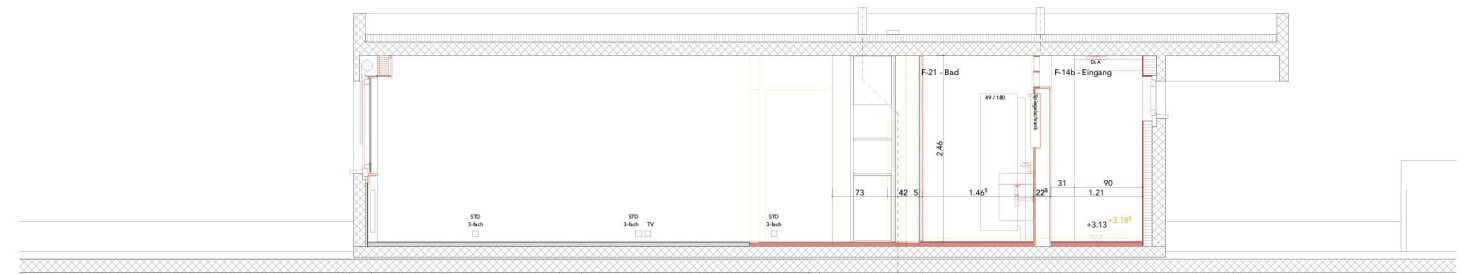 F-21 - Bad
F-14b - Eingang
DLA
49 / 180
Spiegelschrank
2.46
31
90
73
42
5
1.46⁵
22⁵
1.21
STD
3-fach
STD
3-fach
TV
STD
3-fach
+3.13
+3.18⁵